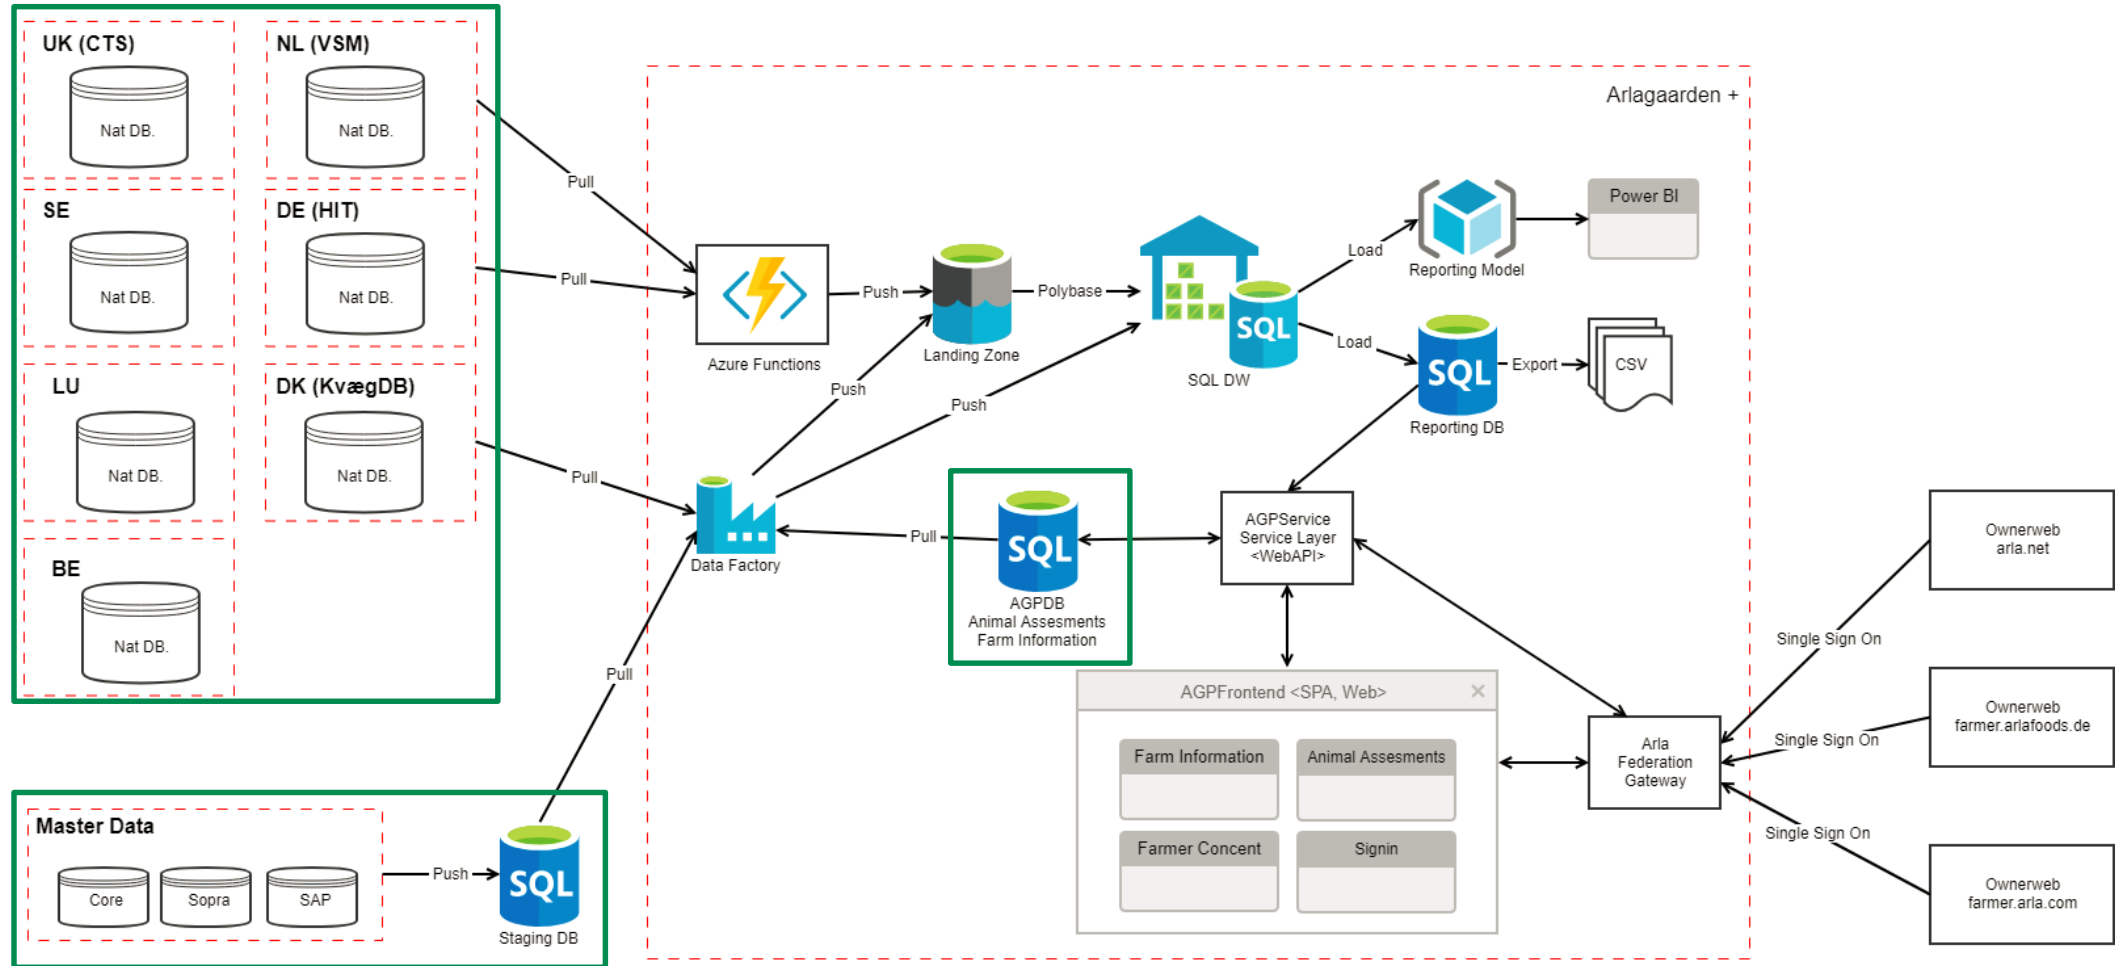 UK (CTS)
Nat DB.
NL (VSM)
Nat DB.
SE
Nat DB.
DE (HIT)
Nat DB.
LU
Nat DB.
DK (KvægDB)
Nat DB.
BE
Nat DB.
Master Data
Core
Sopra
SAP
Push
SQL
Staging DB
Pull
Pull
Pull
Pull
Arlagaarden +
Azure Functions
Push
Landing Zone
Polybase
Push
Push
SQL
SQL DW
Load
Load
Reporting Model
Power BI
SQL
Reporting DB
Export
CSV
Data Factory
Pull
SQL
AGPDB
Animal Assesments
Farm Information
AGPService
Service Layer
<WebAPI>
AGPFrontend <SPA, Web>
Farm Information
Animal Assesments
Farmer Concent
Signin
Arla
Federation
Gateway
Single Sign On
Single Sign On
Single Sign On
Ownerweb
arla.net
Ownerweb
farmer.arlafoods.de
Ownerweb
farmer.arla.com